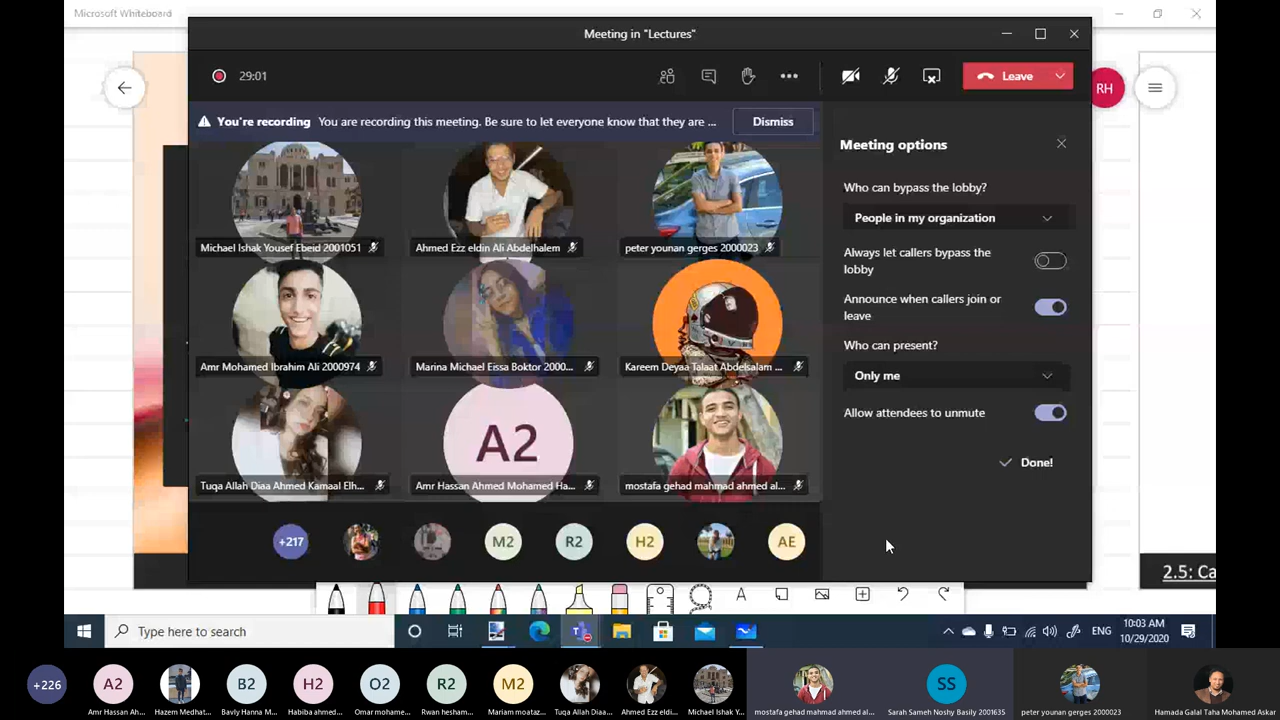 Microsoft Whiteboard
Meeting in "Lectures"
29:01
Leave
RH
You're recording You are recording this meeting. Be sure to let everyone know that they are ...
Dismiss
Meeting options
Who can bypass the lobby?
People in my organization
Always let callers bypass the
lobby
Announce when callers join or
leave
Who can present?
Only me
Allow attendees to unmute
Done!
Michael Ishak Yousef Ebeid 2001051
Ahmed Ezz eldin Ali Abdelhalem
peter younan gerges 2000023
Amr Mohamed Ibrahim Ali 2000974
Marina Michael Eissa Boktor 2000...
Kareem Deyaa Talaat Abdelsalam ...
A2
Tuqa Allah Diaa Ahmed Kamaal Elh...
Amr Hassan Ahmed Mohamed Ha...
mostafa gehad mahmad ahmed al...
+217
M2
R2
H2
AE
2.5: Ca
A
Type here to search
ENG
10:03 AM
10/29/2020
+226
A2
B2
H2
O2
R2
M2
SS
Amr Hassan Ah...
Hazem Medhat...
Bavly Hanna M...
Habiba ahmed...
Omar mohame...
Rwan hesham...
Mariam moataz...
Tuqa Allah Diaa...
Ahmed Ezz eldi...
Michael Ishak Y...
mostafa gehad mahmad ahmed al...
Sarah Sameh Noshy Basily 2001635
peter younan gerges 2000023
Hamada Galal Taha Mohamed Askar